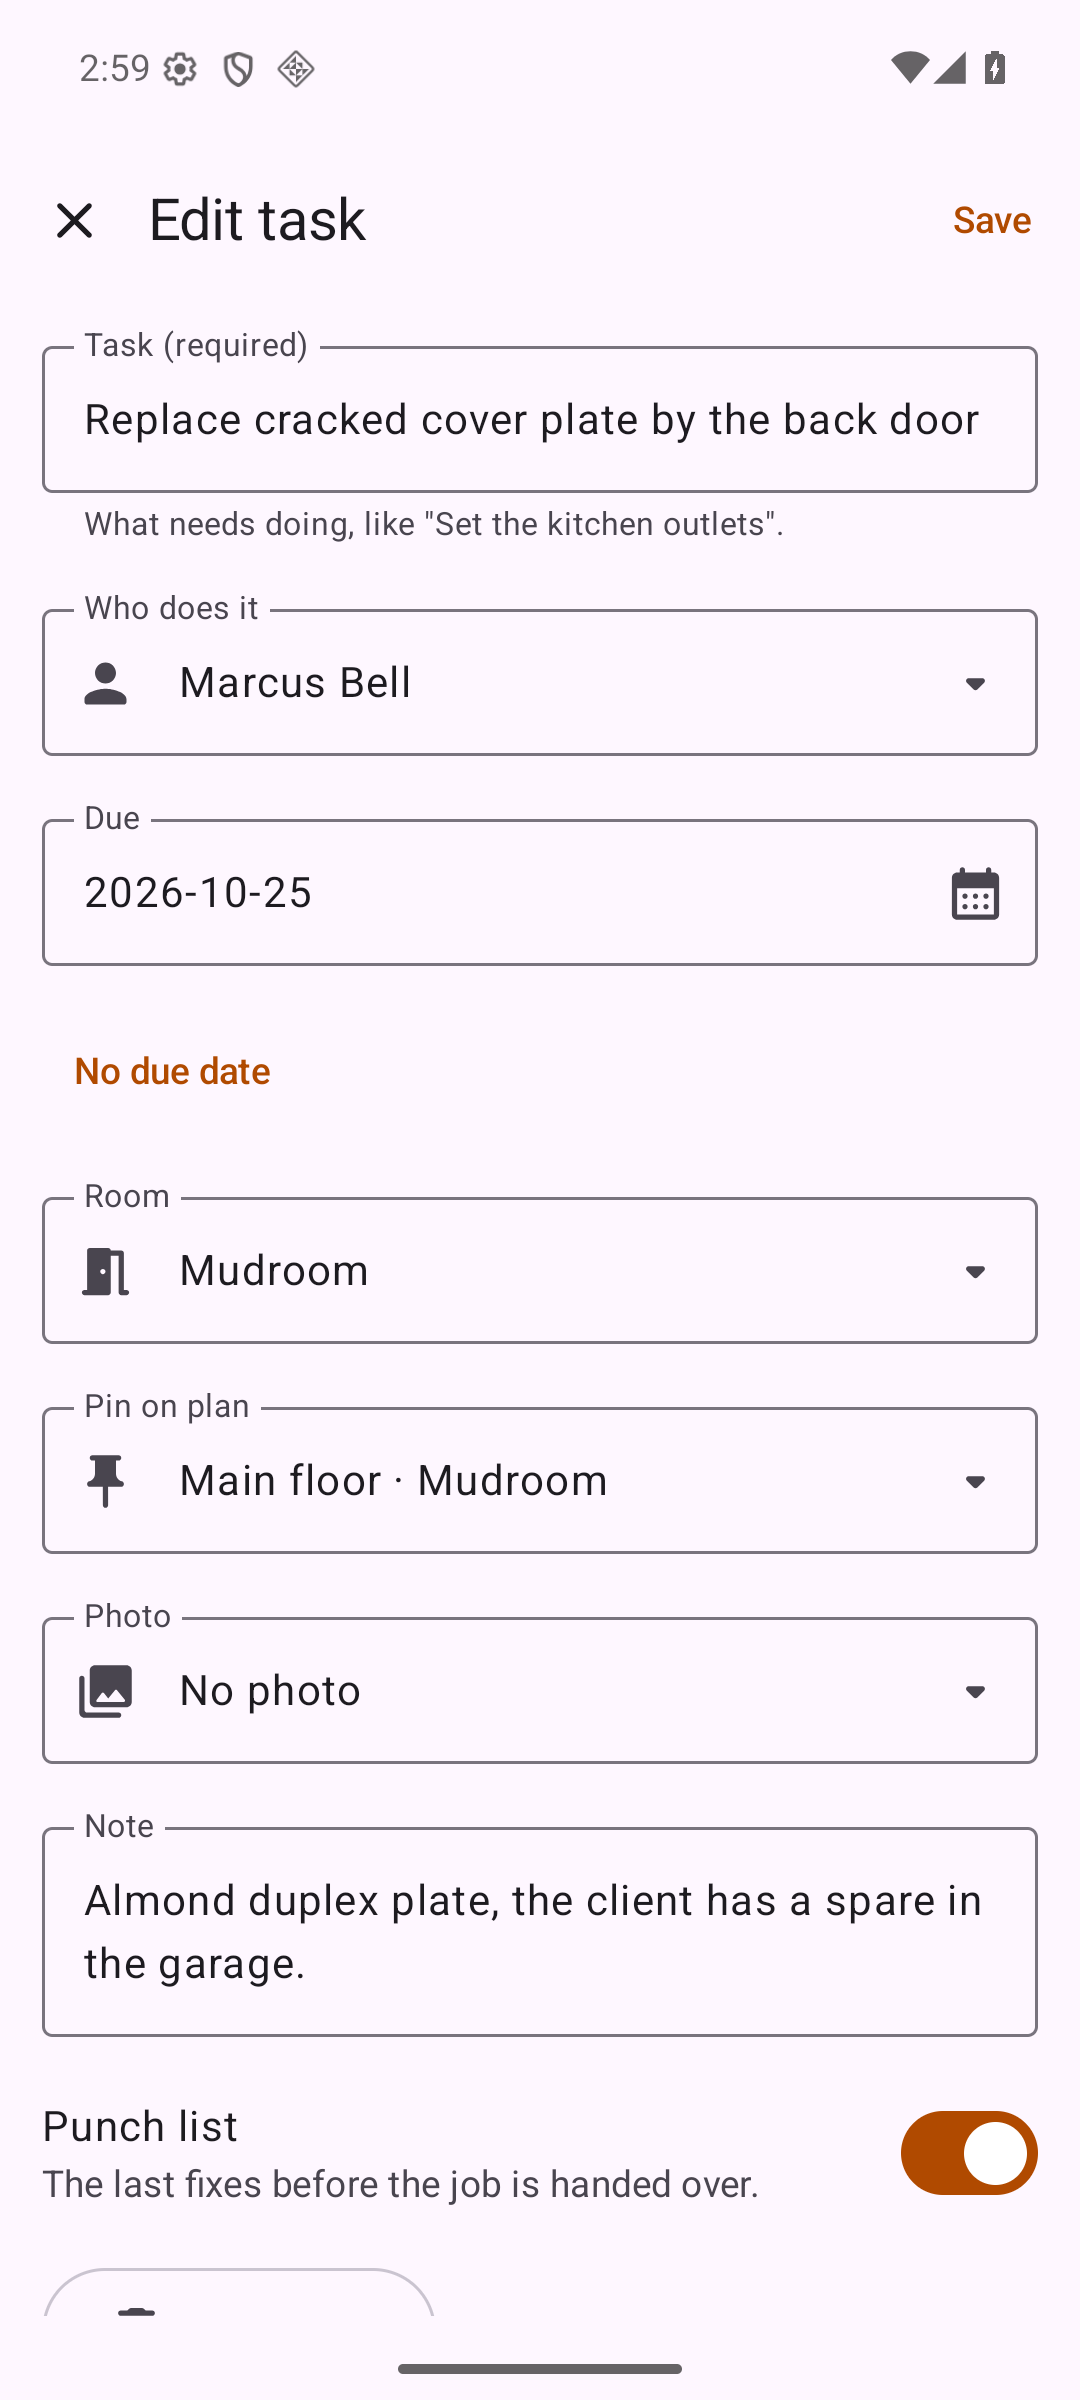 2:59
Edit task
Save
Task (required)
Replace cracked cover plate by the back door
What needs doing, like "Set the kitchen outlets".
Who does it
Marcus Bell
Due
2026-10-25
No due date
Room
Mudroom
Pin on plan
Main floor · Mudroom
Photo
No photo
Note
Almond duplex plate, the client has a spare in
the garage.
Punch list
The last fixes before the job is handed over.